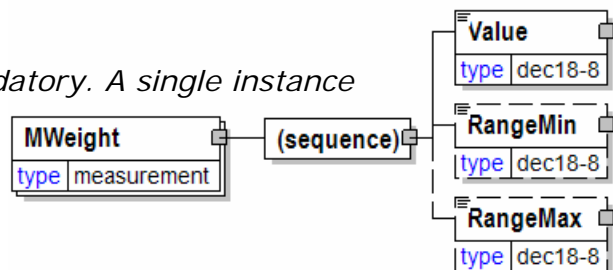 Value
type dec18-8
datory. A single instance
MWeight
type measurement
(sequence)
RangeMin
type dec18-8
RangeMax
type dec18-8